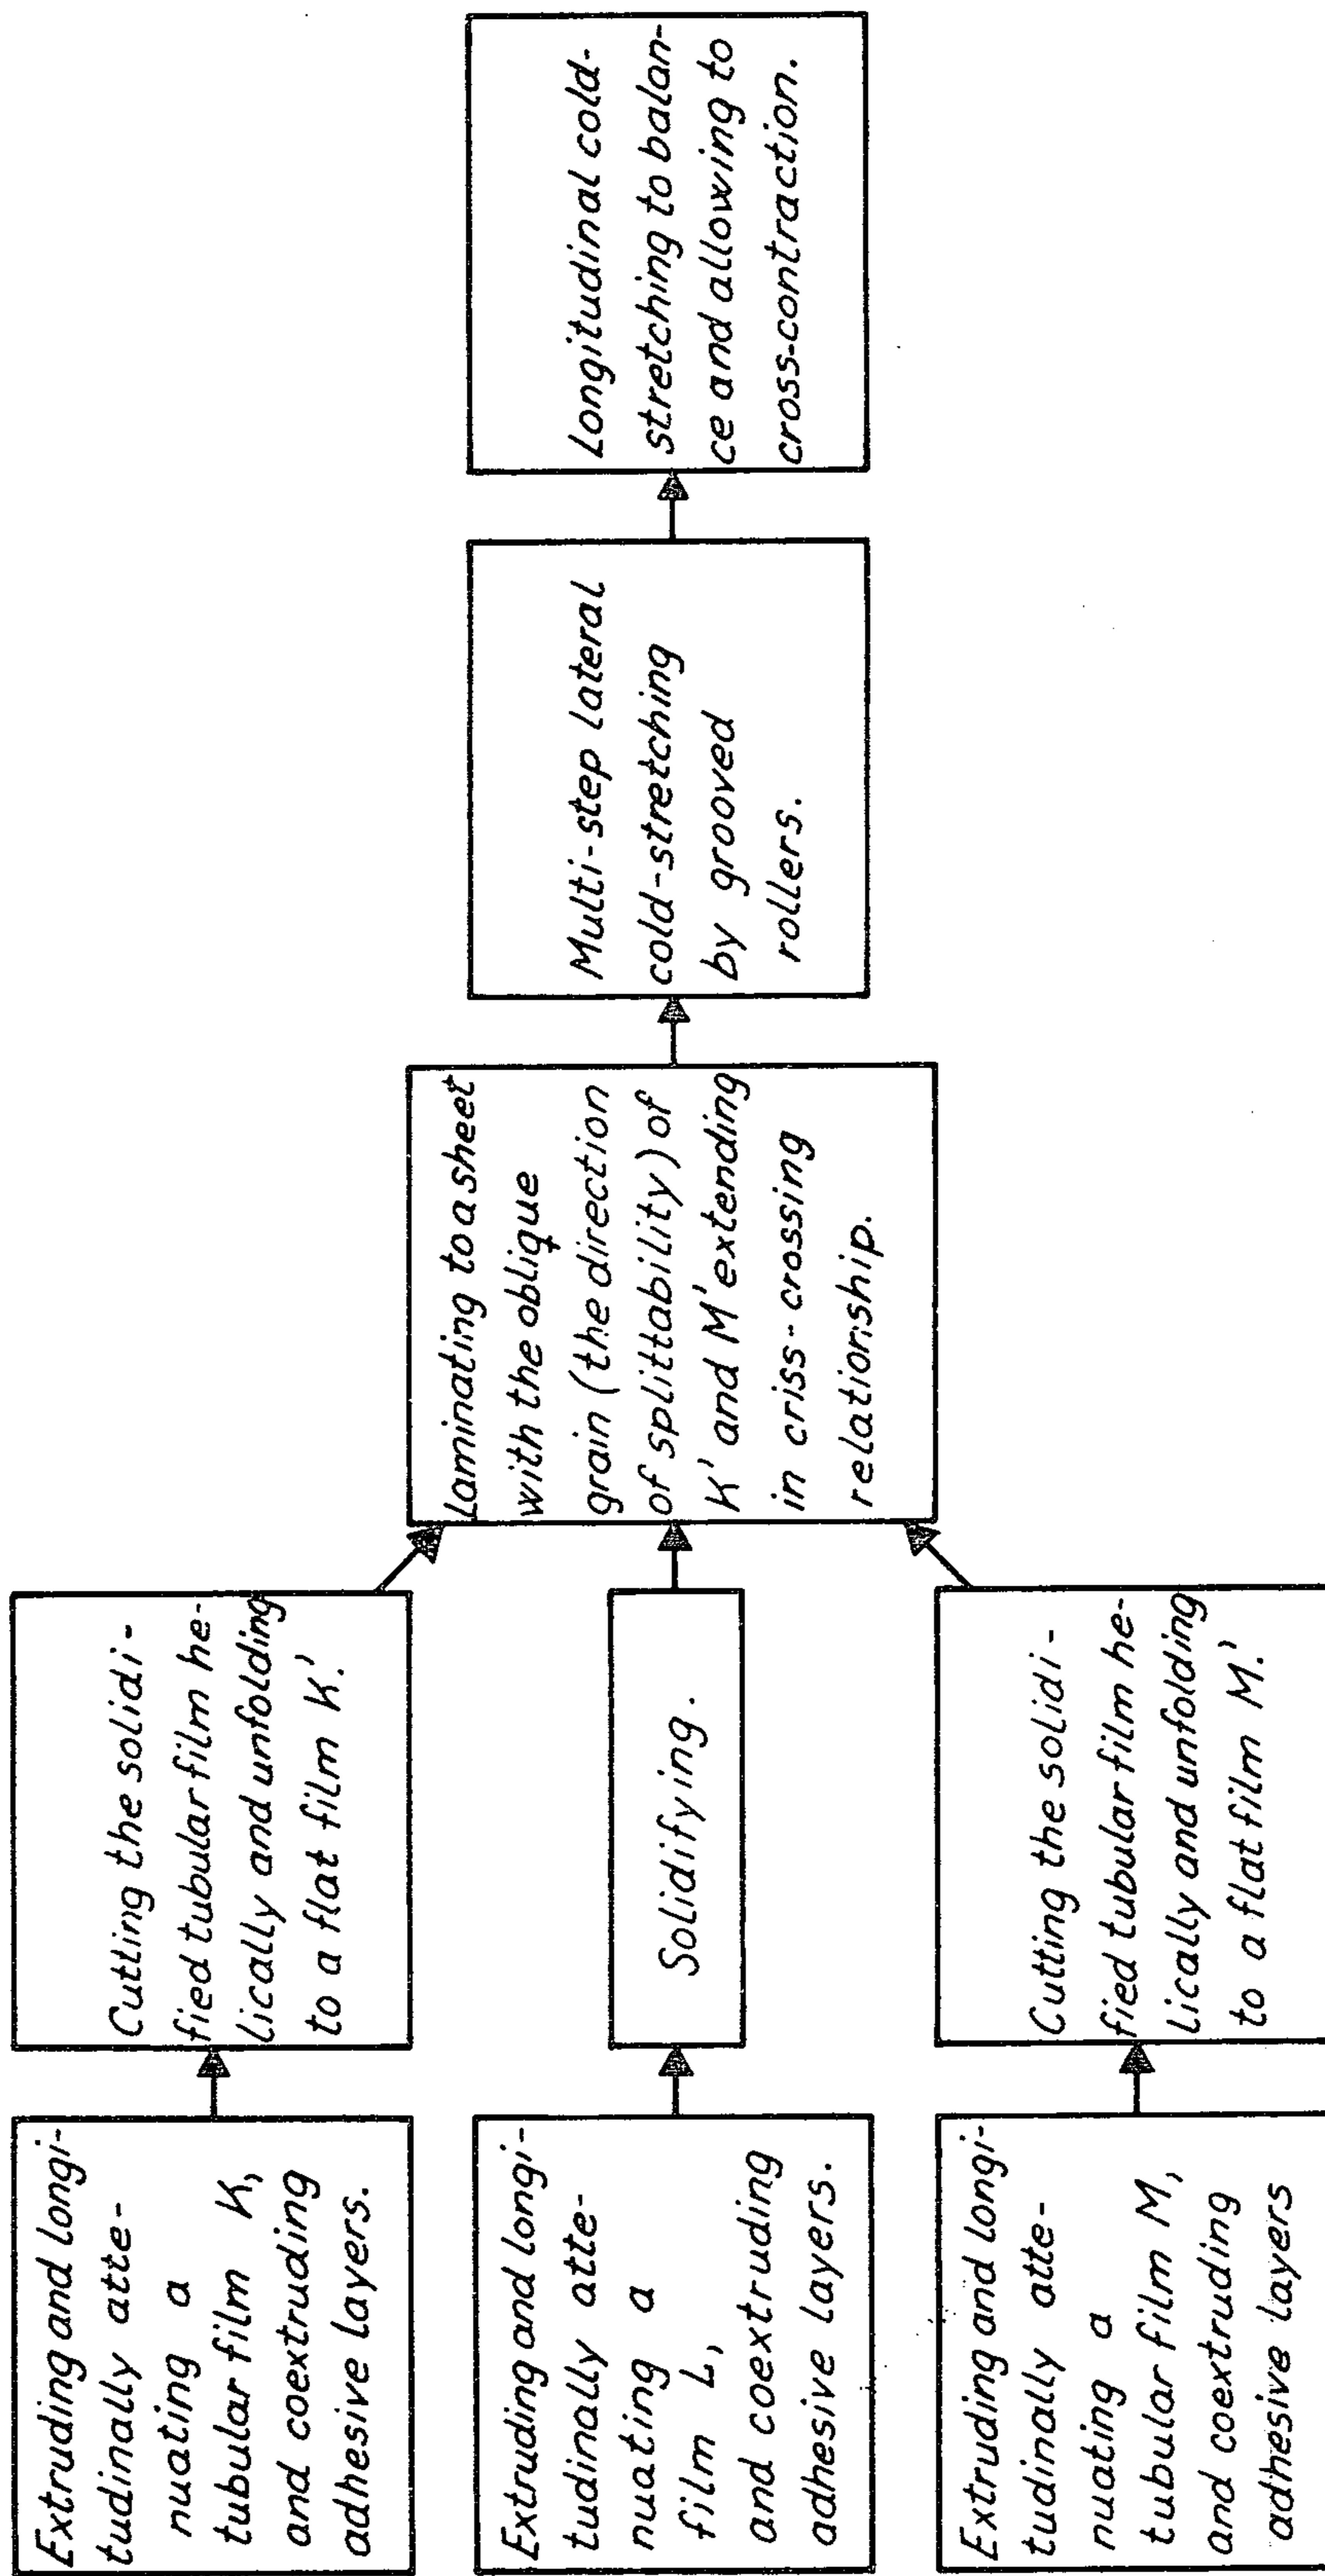 Extruding and longi-
tudinally atte-
nuating a
tubular film K,
and coextruding
adhesive layers.
Cutting the solidi-
fied tubular film he-
lically and unfolding
to a flat film K'.
Extruding and longi-
tudinally atte-
nuating a
film L,
and coextruding
adhesive layers.
Solidifying.
Extruding and longi-
tudinally atte-
nuating a
tubular film M,
and coextruding
adhesive layers
Cutting the solidi-
fied tubular film he-
lically and unfolding
to a flat film M'.
Laminating to a sheet
with the oblique
grain (the direction
of splittability) of
K' and M' extending
in criss-crossing
relationship.
Multi-step lateral
cold-stretching
by grooved
rollers.
Longitudinal cold-
stretching to balan-
ce and allowing to
cross-contraction.